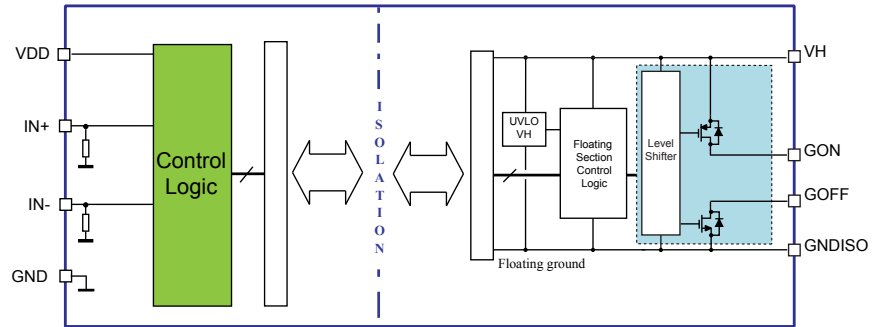 VDD
IN+
IN-
GND
Control
Logic
ISOLATION
UVLO
VH
Floating
Section
Control
Logic
Level
Shifter
Floating ground
VH
GON
GOFF
GNDISO